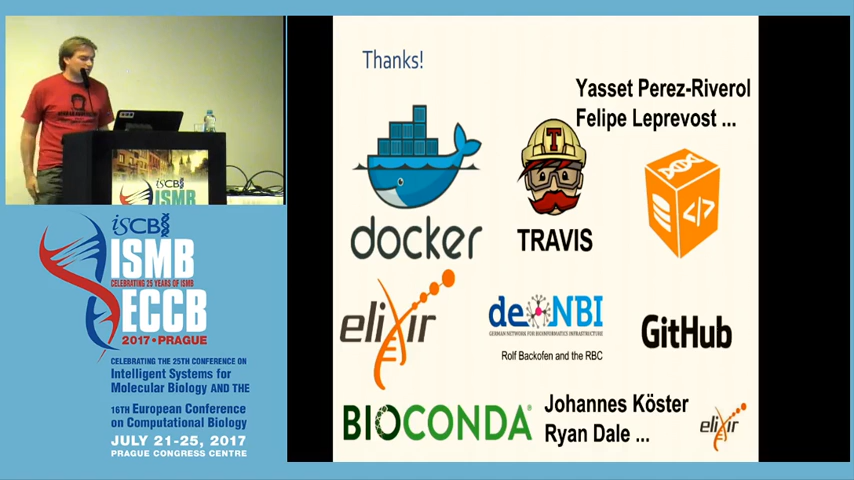 iSCB
ISMB
iSCB
ISMB
CELEBRATING 25 YEARS OF ISMB
ECCB
2017 • PRAGUE
CELEBRATING THE 25TH CONFERENCE ON
Intelligent Systems for
Molecular Biology AND THE
16TH European Conference
on Computational Biology
JULY 21-25, 2017
PRAGUE CONGRESS CENTRE
Thanks!
Yasset Perez-Riverol
Felipe Leprevost ...
docker
T
TRAVIS
</>
elixir
de NBI
GERMAN NETWORK FOR BIOINFORMATICS INFRASTRUCTURE
Rolf Backofen and the RBC
GitHub
BIOCONDA®
Johannes Köster
Ryan Dale ...
elixir